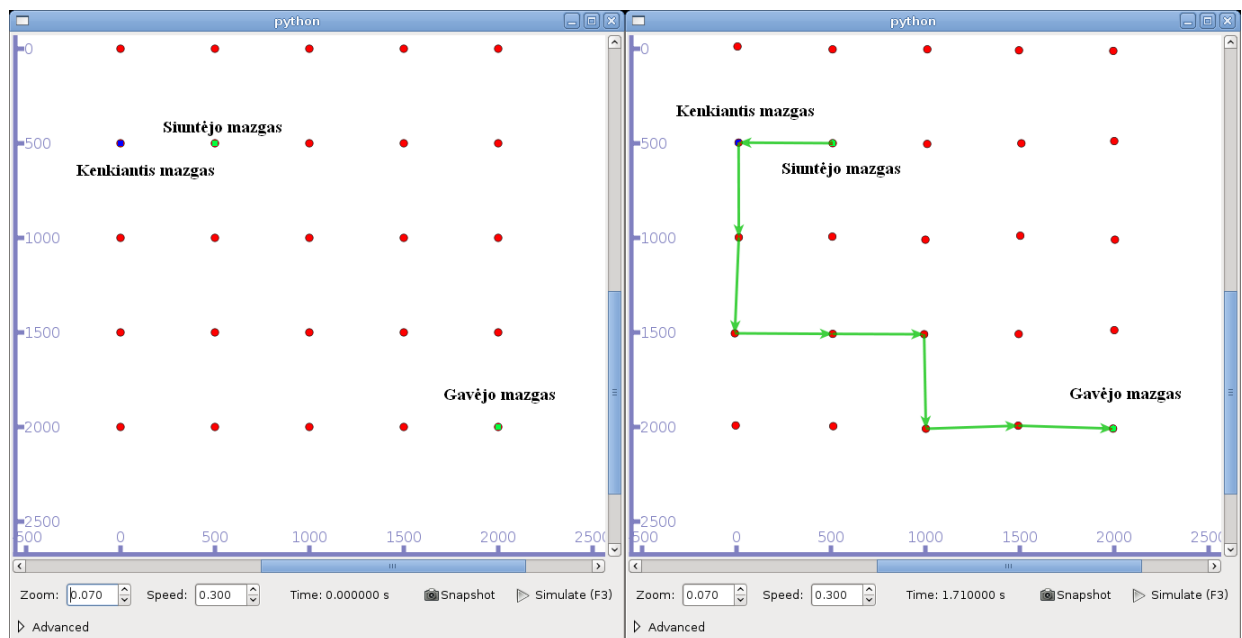 python
0
Siuntėjo mazgas
500
Kenkiantis mazgas
1000
1500
Gavėjo mazgas
2000
2500
500 0 500 1000 1500 2000 2500
Zoom: 0.070 Speed: 0.300 Time: 0.000000 s Snapshot Simulate (F3)
Advanced
python
0
Kenkiantis mazgas
500
Siuntėjo mazgas
1000
1500
Gavėjo mazgas
2000
2500
500 0 500 1000 1500 2000 2500
Zoom: 0.070 Speed: 0.300 Time: 1.710000 s Snapshot Simulate (F3)
Advanced